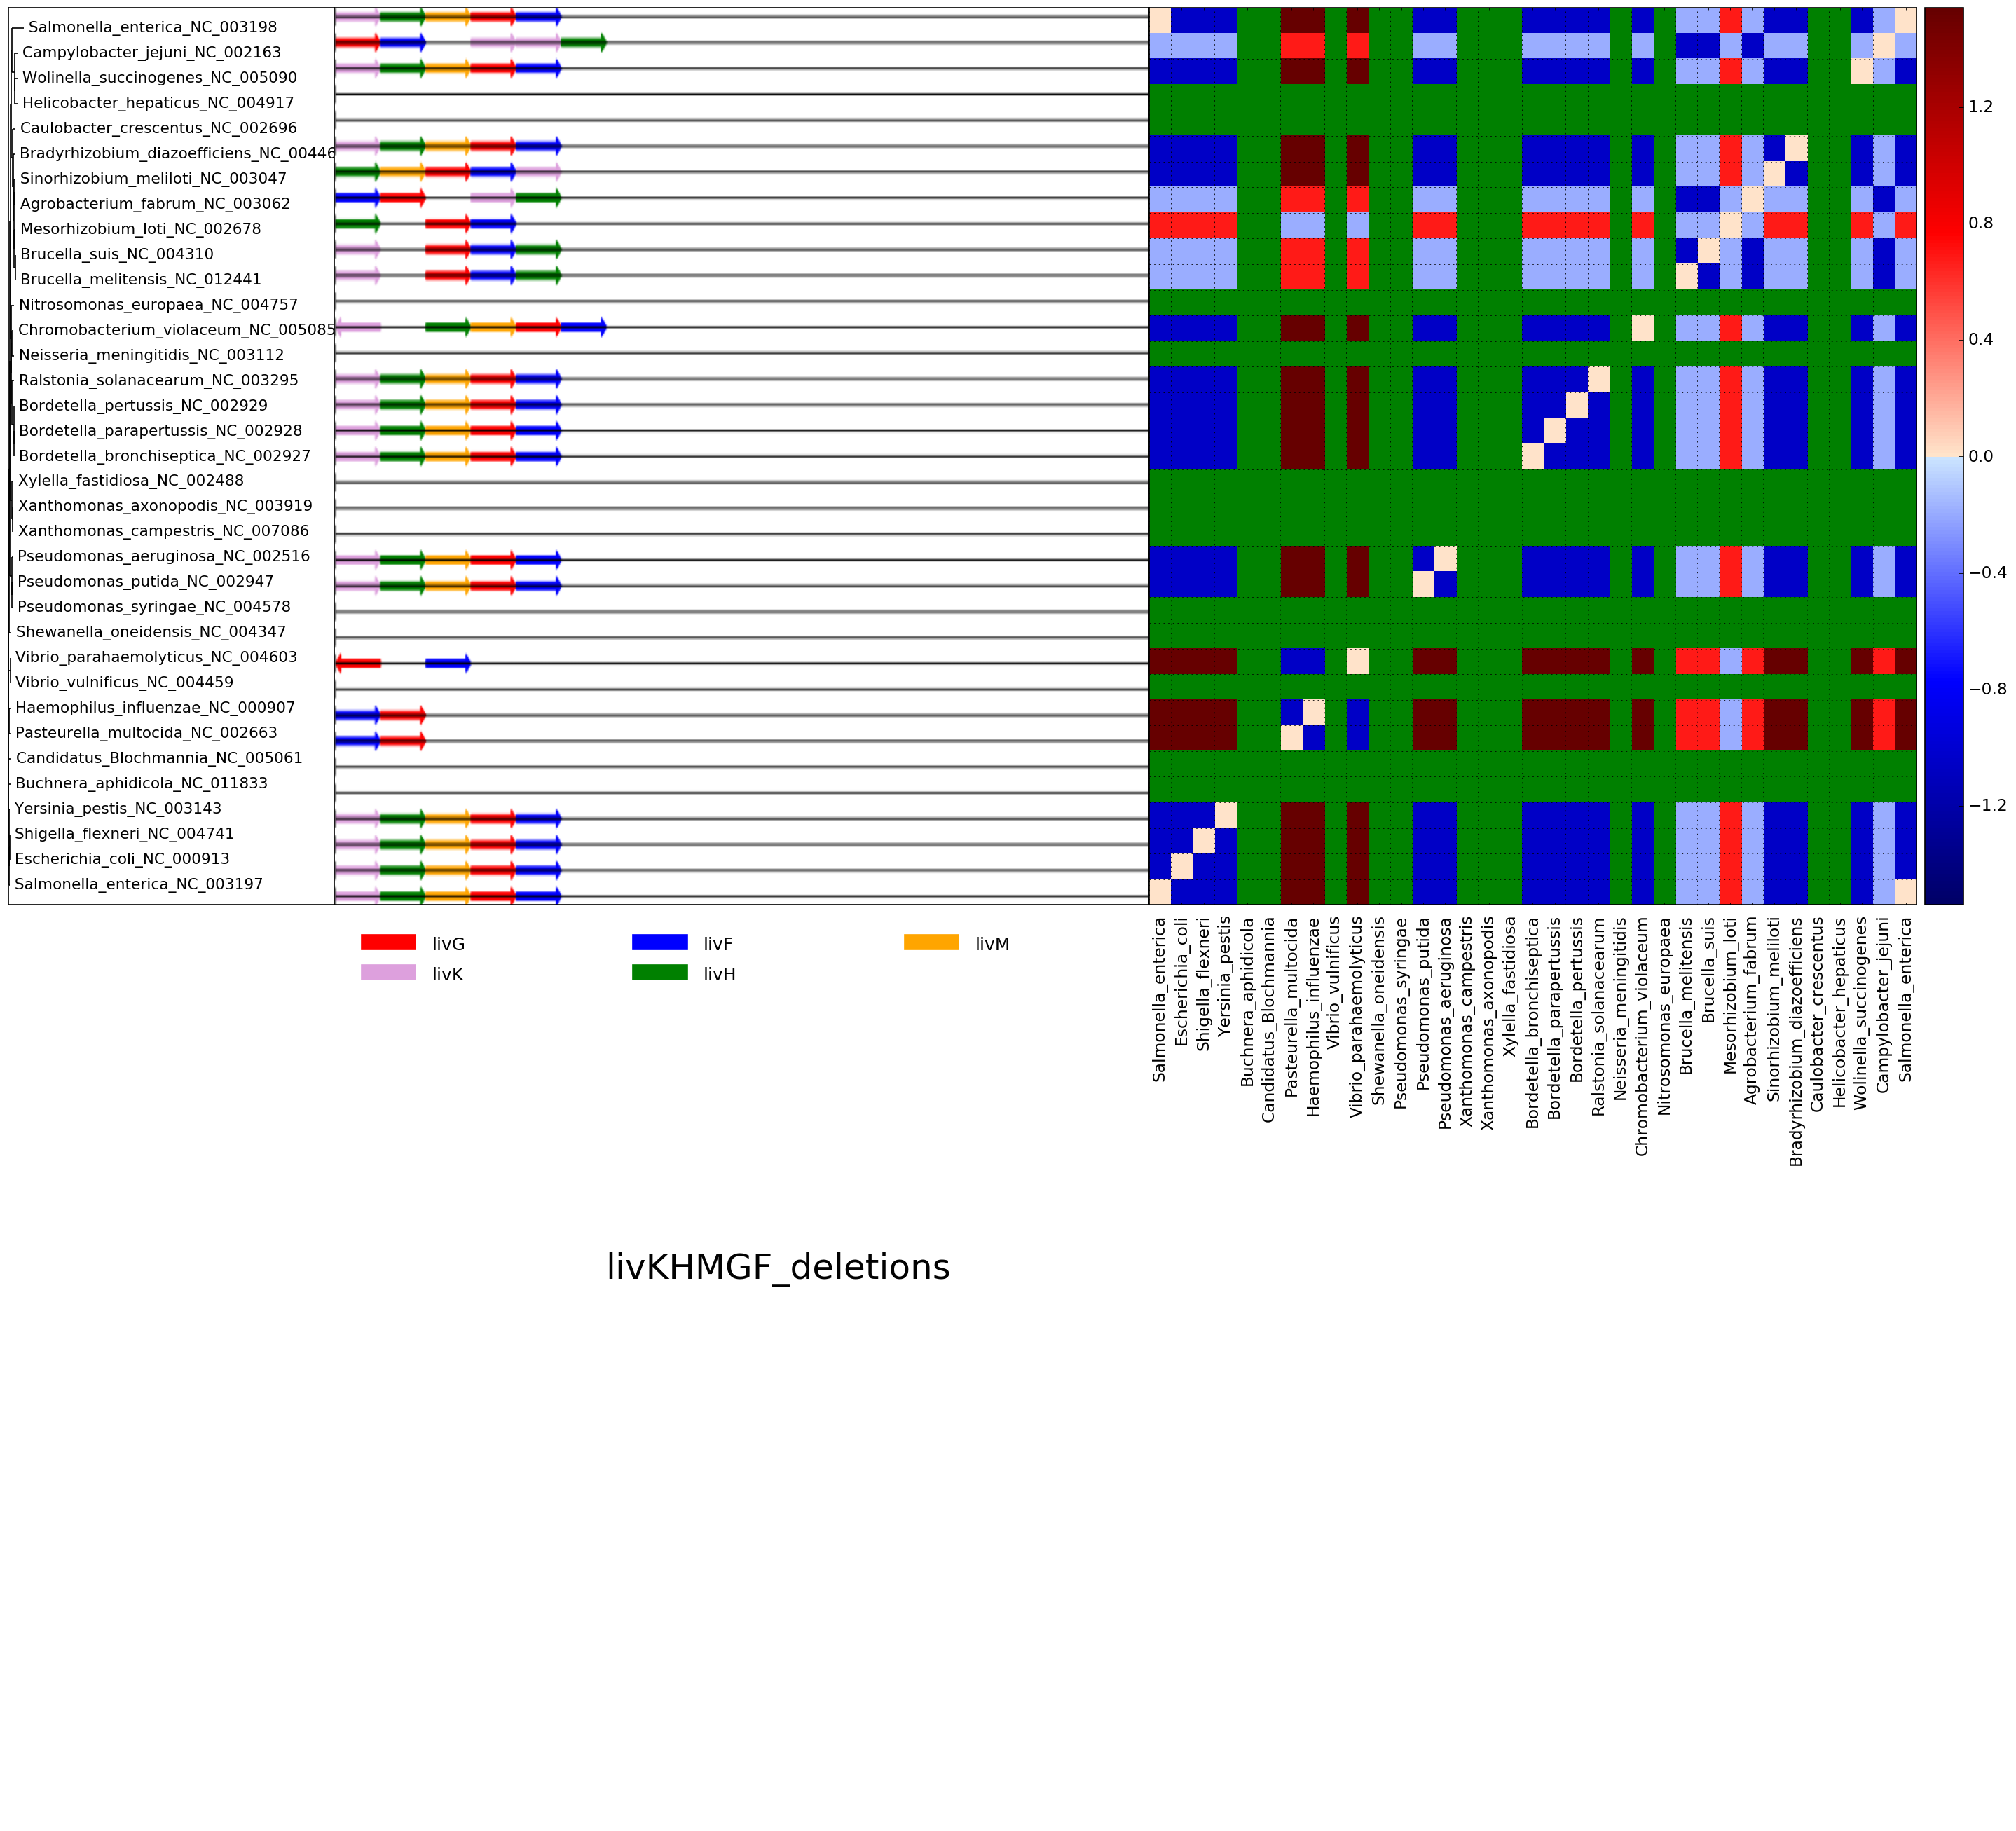 Salmonella_enterica_NC_003198
Campylobacter_jejuni_NC_002163
Wolinella_succinogenes_NC_005090
Helicobacter_hepaticus_NC_004917
Caulobacter_crescentus_NC_002696
Bradyrhizobium_diazoefficiens_NC_00446
Sinorhizobium_meliloti_NC_003047
Agrobacterium_fabrum_NC_003062
Mesorhizobium_loti_NC_002678
Brucella_suis_NC_004310
Brucella_melitensis_NC_012441
Nitrosomonas_europaea_NC_004757
Chromobacterium_violaceum_NC_005085
Neisseria_meningitidis_NC_003112
Ralstonia_solanacearum_NC_003295
Bordetella_pertussis_NC_002929
Bordetella_parapertussis_NC_002928
Bordetella_bronchiseptica_NC_002927
Xylella_fastidiosa_NC_002488
Xanthomonas_axonopodis_NC_003919
Xanthomonas_campestris_NC_007086
Pseudomonas_aeruginosa_NC_002516
Pseudomonas_putida_NC_002947
Pseudomonas_syringae_NC_004578
Shewanella_oneidensis_NC_004347
Vibrio_parahaemolyticus_NC_004603
Vibrio_vulnificus_NC_004459
Haemophilus_influenzae_NC_000907
Pasteurella_multocida_NC_002663
Candidatus_Blochmannia_NC_005061
Buchnera_aphidicola_NC_011833
Yersinia_pestis_NC_003143
Shigella_flexneri_NC_004741
Escherichia_coli_NC_000913
Salmonella_enterica_NC_003197
1.2
0.8
0.4
0.0
−0.4
−0.8
−1.2
livG
livF
livM
livK
livH
Salmonella_enterica
Escherichia_coli
Shigella_flexneri
Yersinia_pestis
Buchnera_aphidicola
Candidatus_Blochmannia
Pasteurella_multocida
Haemophilus_influenzae
Vibrio_vulnificus
Vibrio_parahaemolyticus
Shewanella_oneidensis
Pseudomonas_syringae
Pseudomonas_putida
Pseudomonas_aeruginosa
Xanthomonas_campestris
Xanthomonas_axonopodis
Xylella_fastidiosa
Bordetella_bronchiseptica
Bordetella_parapertussis
Bordetella_pertussis
Ralstonia_solanacearum
Neisseria_meningitidis
Chromobacterium_violaceum
Nitrosomonas_europaea
Brucella_melitensis
Brucella_suis
Mesorhizobium_loti
Agrobacterium_fabrum
Sinorhizobium_meliloti
Bradyrhizobium_diazoefficiens
Caulobacter_crescentus
Helicobacter_hepaticus
Wolinella_succinogenes
Campylobacter_jejuni
Salmonella_enterica
livKHMGF_deletions